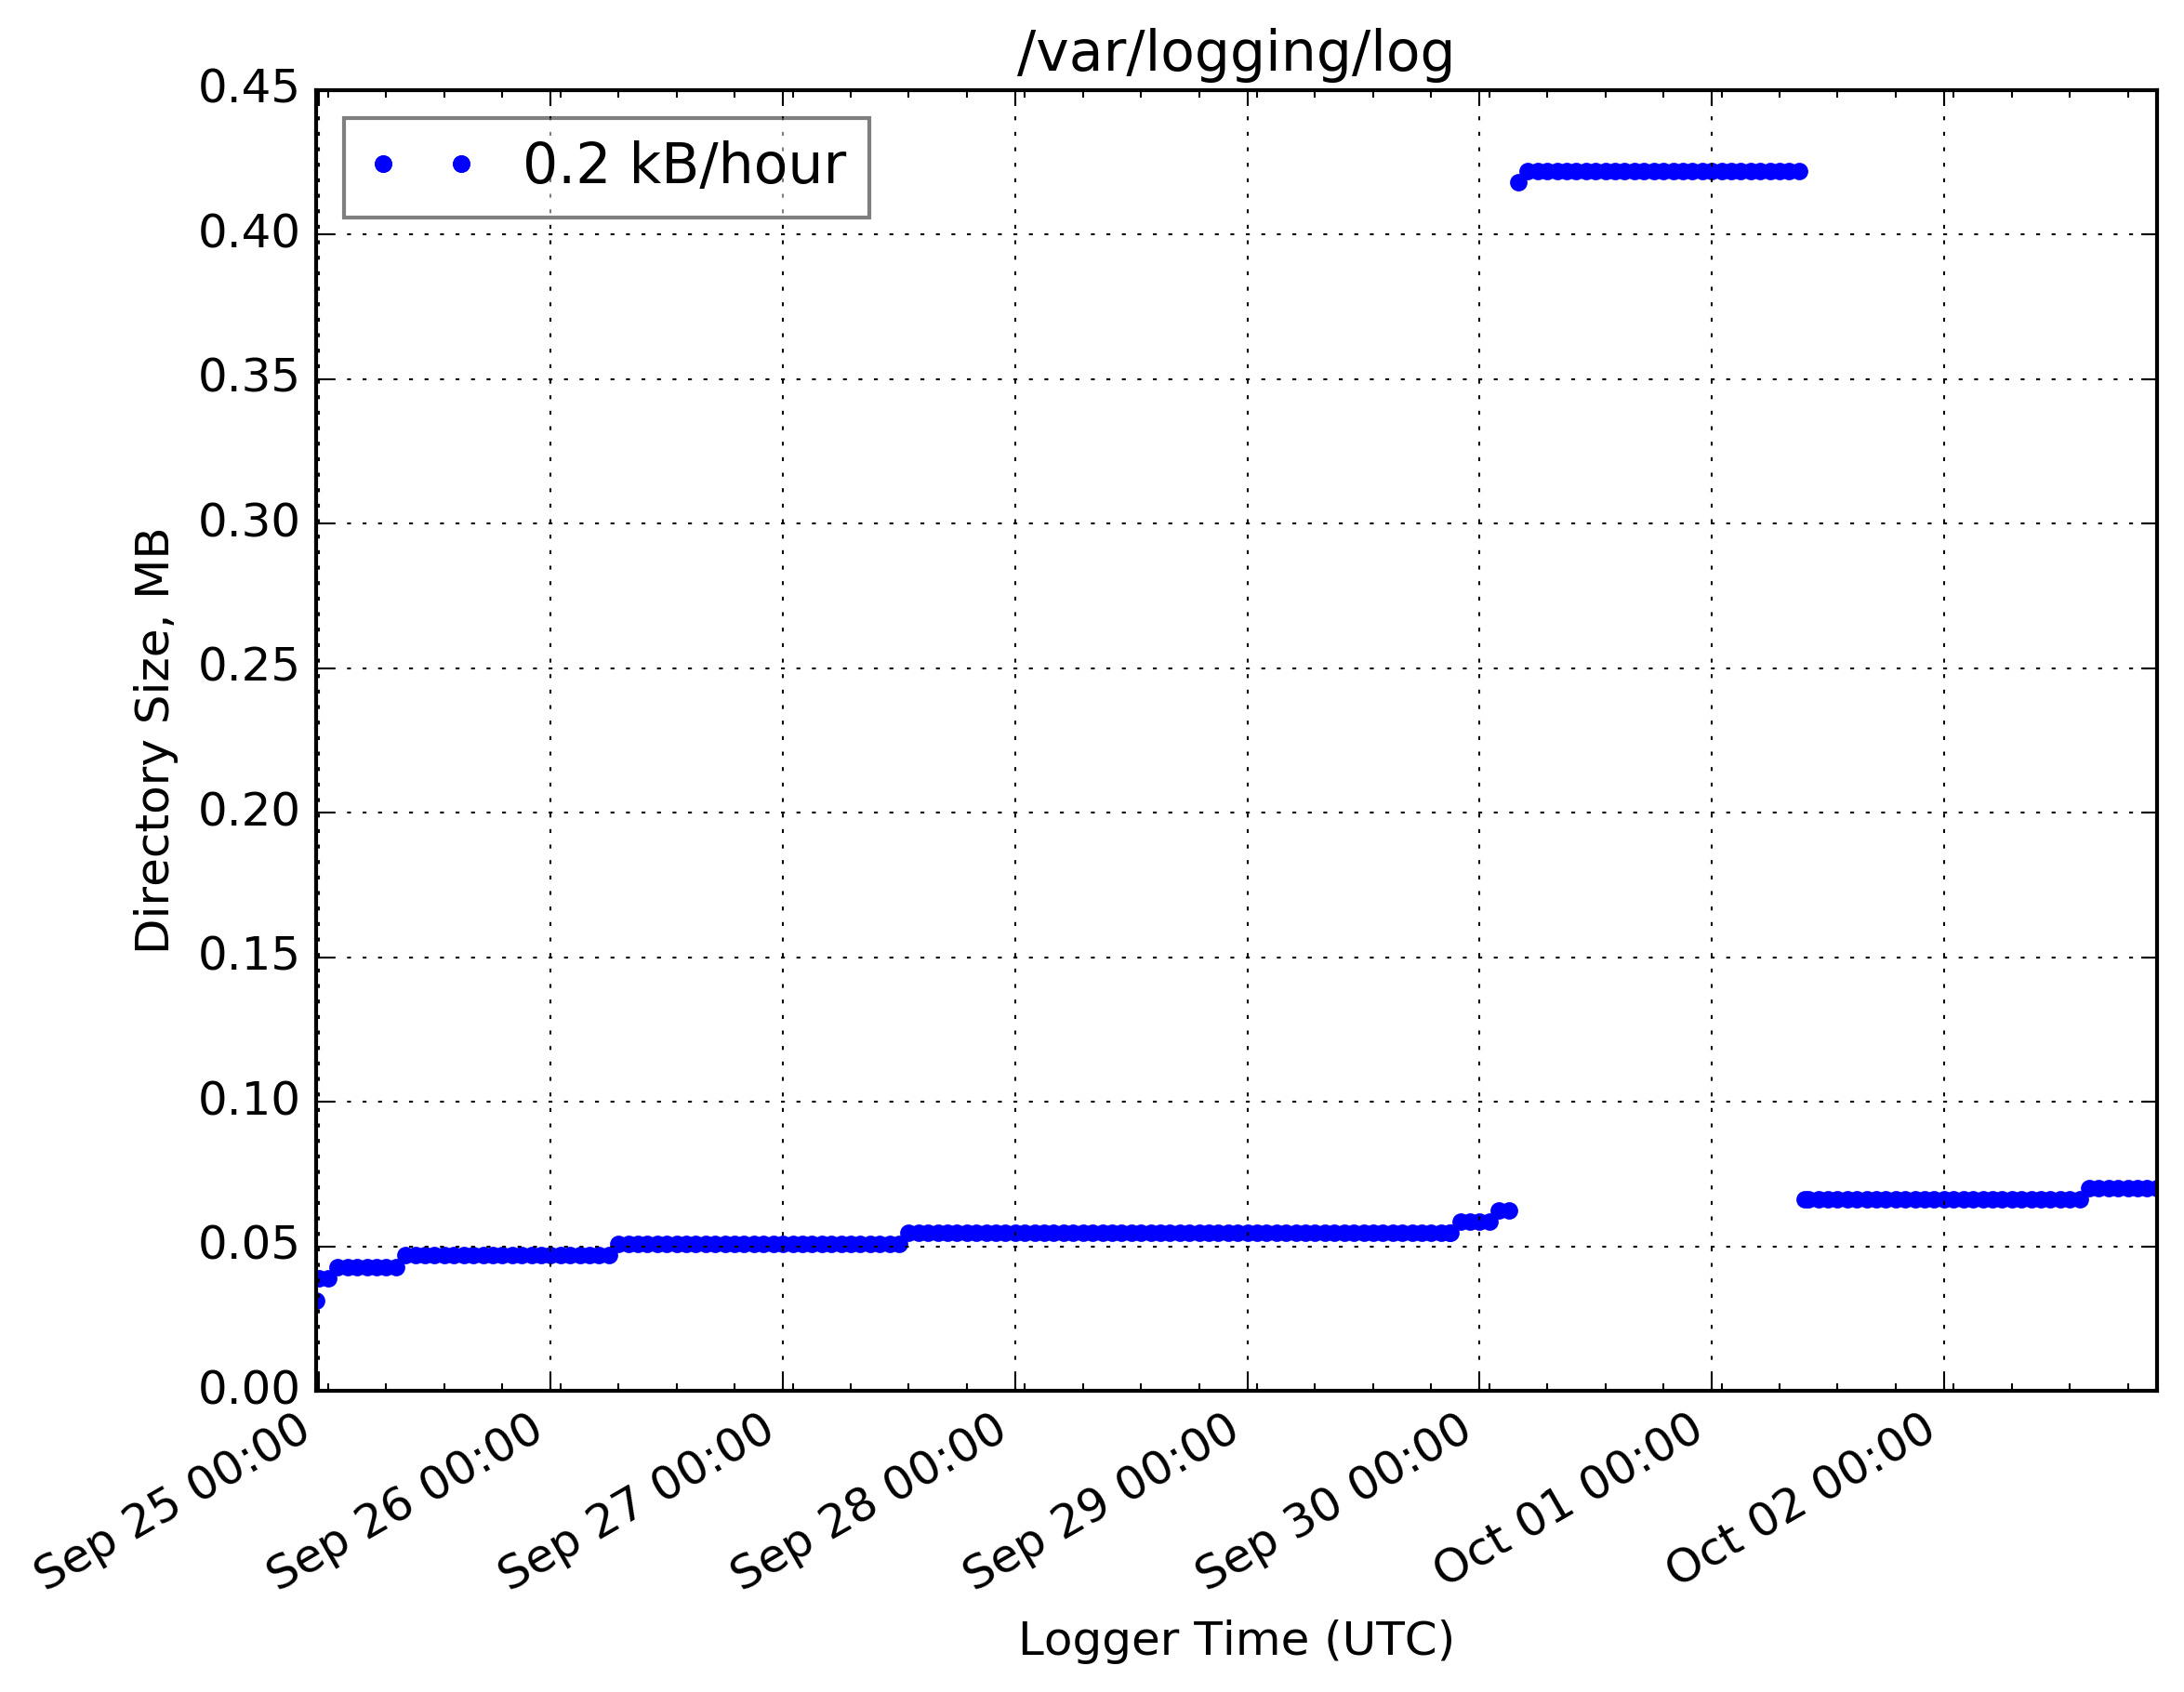 /var/logging/log
0.2 kB/hour
0.45
0.40
0.35
0.30
0.25
0.20
0.15
0.10
0.05
0.00
Directory Size, MB
Sep 25 00:00
Sep 26 00:00
Sep 27 00:00
Sep 28 00:00
Sep 29 00:00
Sep 30 00:00
Oct 01 00:00
Oct 02 00:00
Logger Time (UTC)